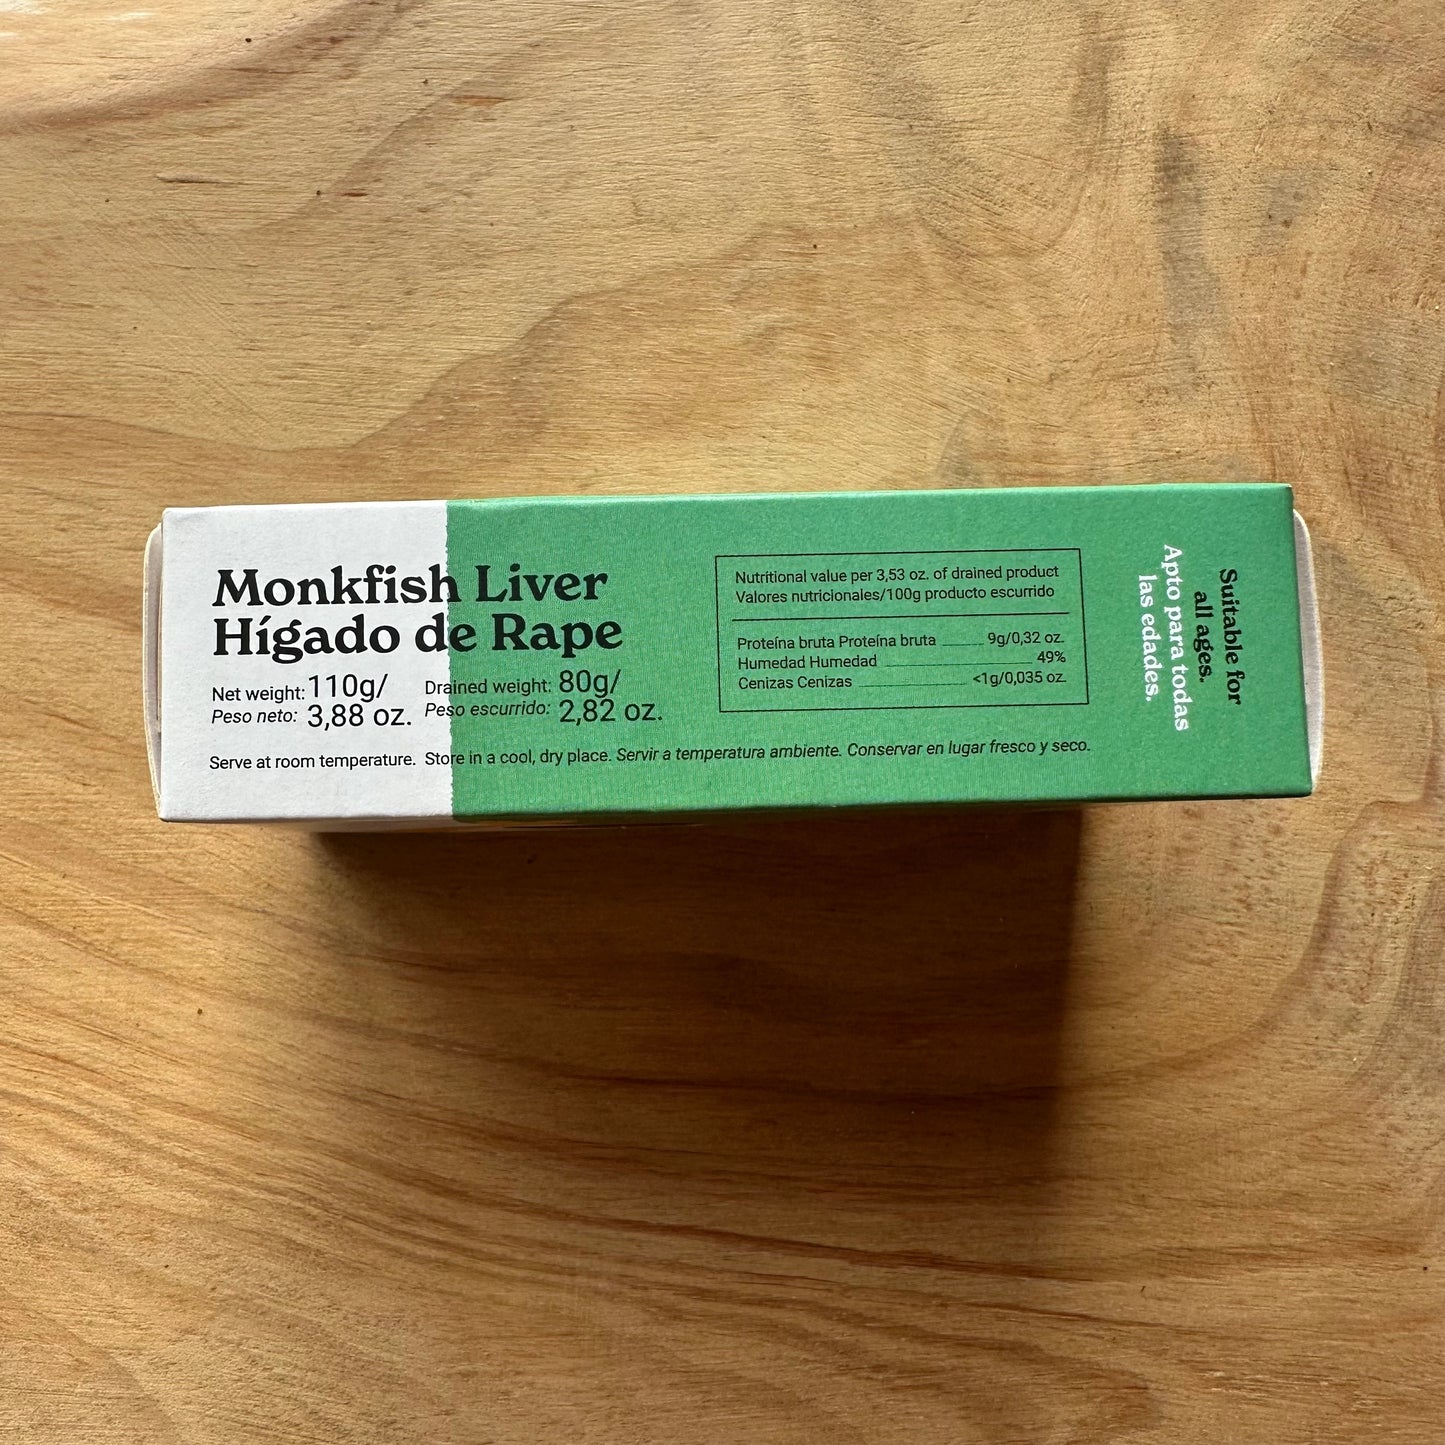 Monkfish Liver
Hígado de Rape
Net weight: 110g/
Peso neto: 3,88 oz.
Drained weight: 80g/
Peso escurrido: 2,82 oz.
Serve at room temperature. Store in a cool, dry place. Servir a temperatura ambiente. Conservar en lugar fresco y seco.
Nutritional value per 3,53 oz. of drained product
Valores nutricionales/100g producto escurrido
Proteína bruta Proteína bruta 9g/0,32 oz.
Humedad Humedad 49%
Cenizas Cenizas <1g/0,035 oz.
Suitable for
all ages.
Apto para todas
las edades.